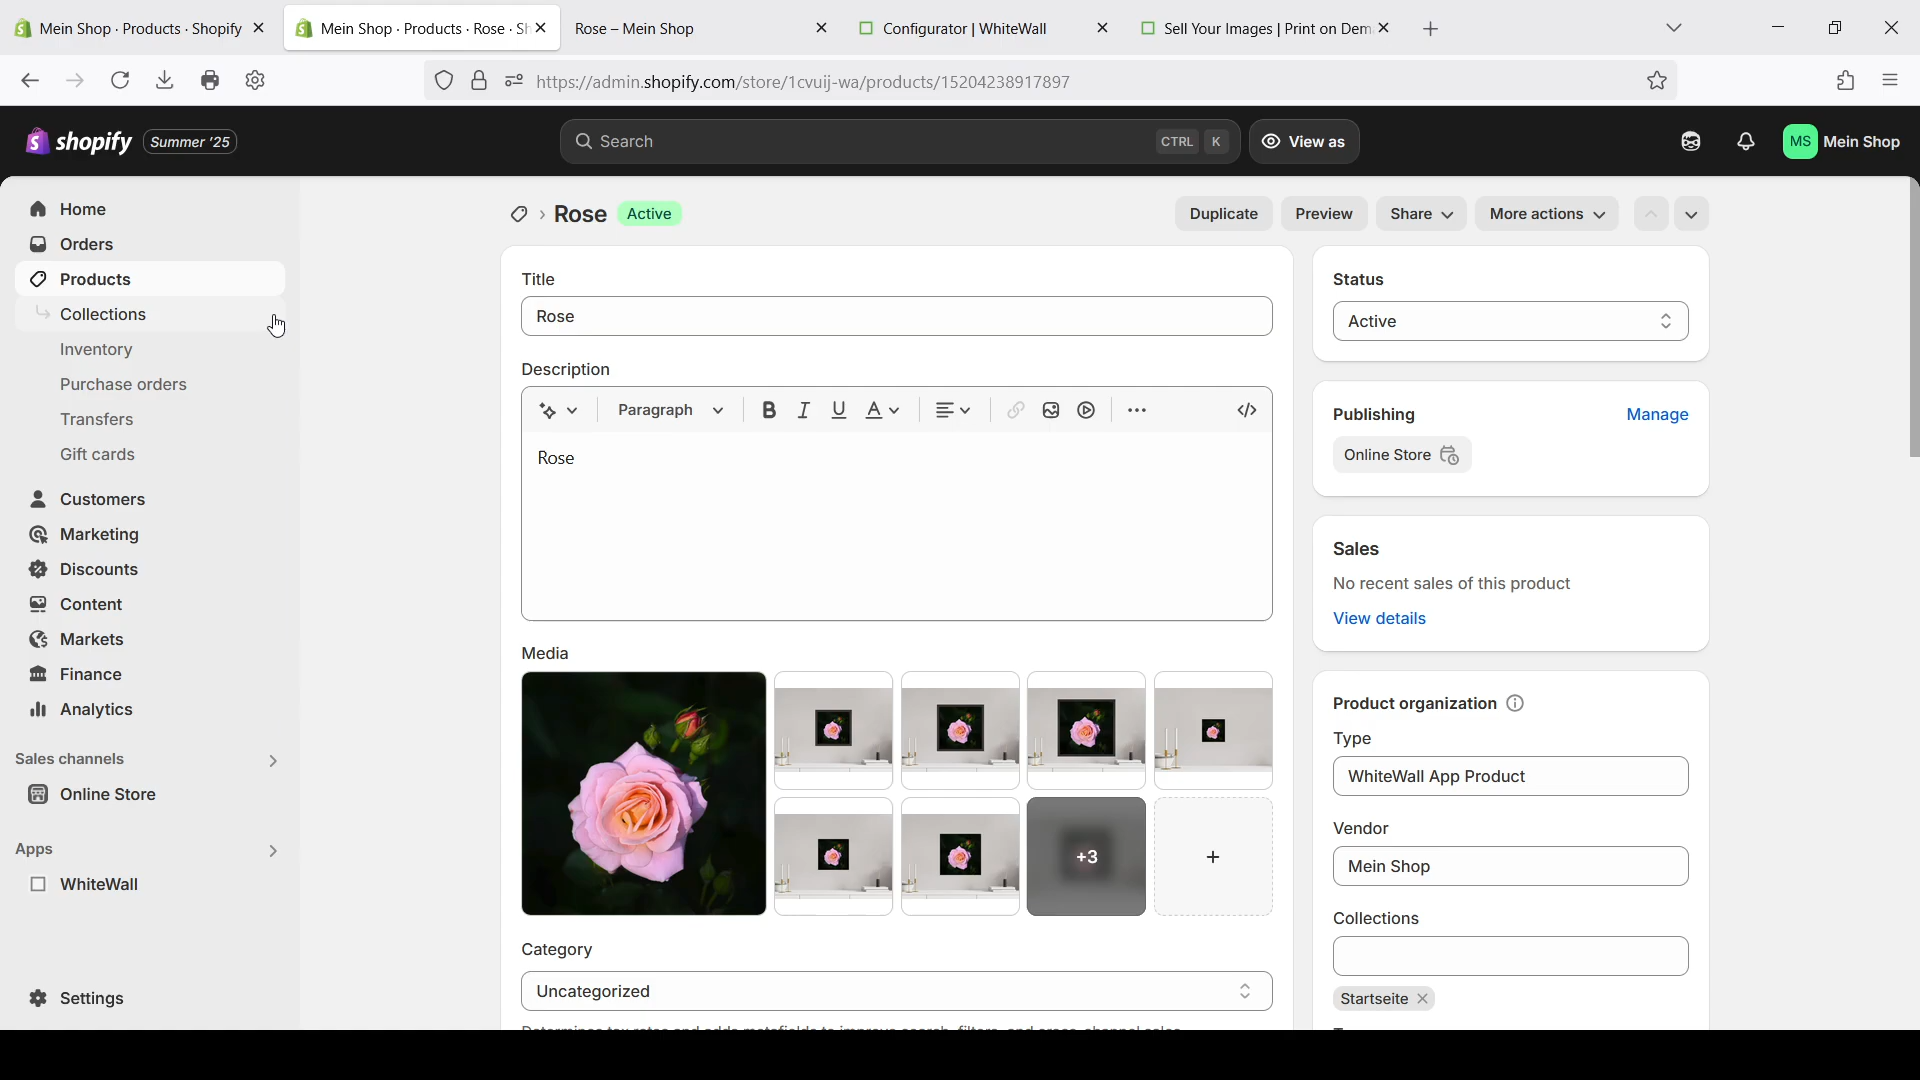 Mein Shop · Products · Shopify
Mein Shop · Products · Rose · Sh
Rose – Mein Shop
Configurator | WhiteWall
Sell Your Images | Print on Dem
https://admin.shopify.com/store/1cvuij-wa/products/15204238917897
shopify
Summer '25
Search
CTRL K
View as
MS
Mein Shop
Home
Orders
Products
Collections
Inventory
Purchase orders
Transfers
Gift cards
Customers
Marketing
Discounts
Content
Markets
Finance
Analytics
Sales channels
Online Store
Apps
WhiteWall
Settings
Rose
Active
Duplicate
Preview
Share
More actions
Title
Rose
Description
Paragraph
B I U A
Rose
Media
+3
Category
Uncategorized
Determines tax rates and adds metafields to improve search, filters, and cross-channel sales
Status
Active
Publishing
Manage
Online Store
Sales
No recent sales of this product
View details
Product organization
Type
WhiteWall App Product
Vendor
Mein Shop
Collections
Startseite